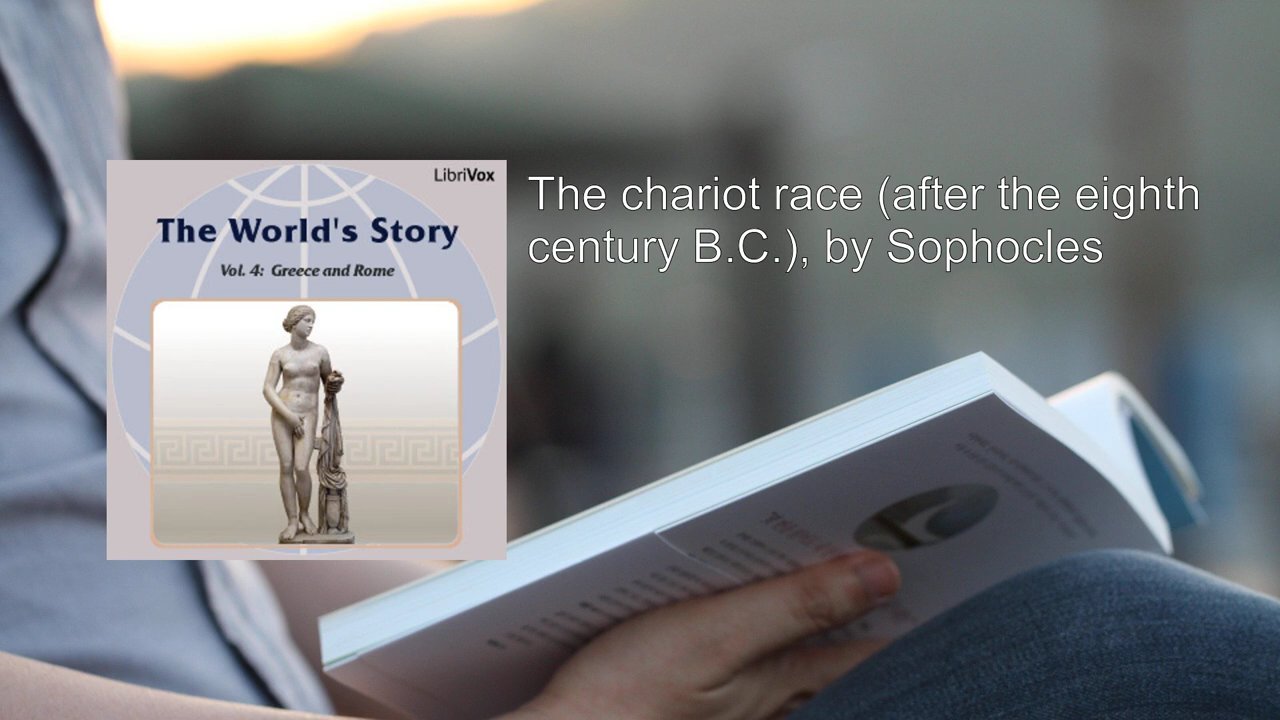 LibriVox
The World's Story
Vol. 4: Greece and Rome
The chariot race (after the eighth
century B.C.), by Sophocles